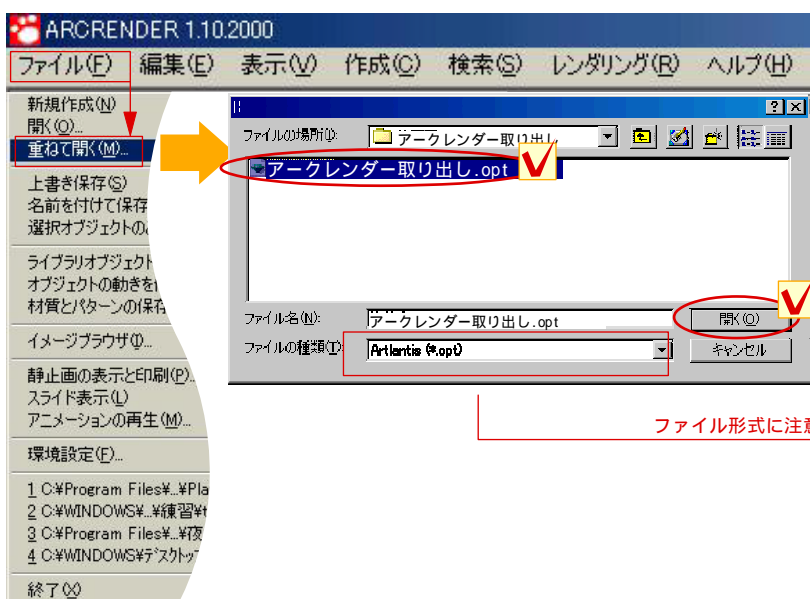 ARCRENDER 1.10.2000
ファイル(F) 編集(E) 表示(V) 作成(C) 検索(S) レンダリング(R) ヘルプ(H)
新規作成(N)
開く(O)...
重ねて開く(M)...
上書き保存(S)
名前を付けて保存
選択オブジェクトの
ライブラリオブジェクト
オブジェクトの動きを
材質とパターンの保存
イメージブラウザ(I)...
静止画の表示と印刷(P)...
スライド表示(L)
アニメーションの再生(M)...
環境設定(F)...
1 C:¥Program Files¥...¥Pla
2 C:¥WINDOWS¥...¥練習¥t
3 C:¥Program Files¥...¥夜
4 C:¥WINDOWS¥デスクトップ
終了(X)
ファイルの場所(I):
アークレンダー取り出し
アークレンダー取り出し.opt
ファイル名(N):
アークレンダー取り出し.opt
開く(O)
ファイルの種類(T):
Artlantis (*.opt)
キャンセル
ファイル形式に注意